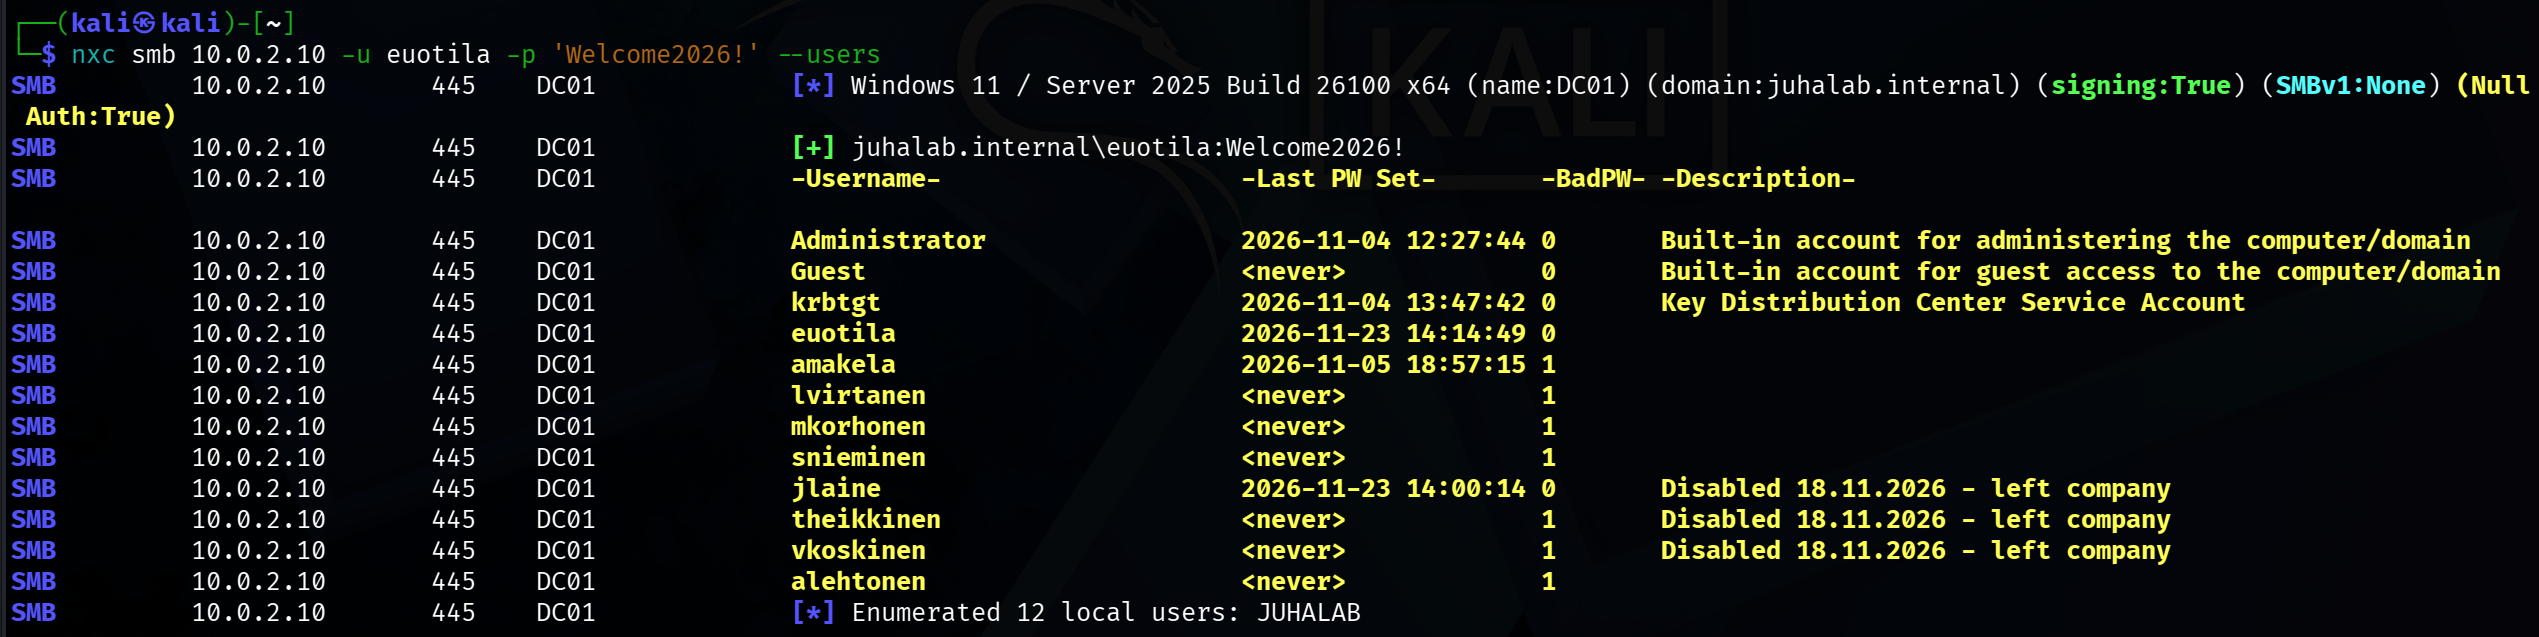 ┌──(kali㉿kali)-[~]
└─$ nxc smb 10.0.2.10 -u euotila -p 'Welcome2026!' --users
SMB         10.0.2.10       445    DC01             [*] Windows 11 / Server 2025 Build 26100 x64 (name:DC01) (domain:juhalab.internal) (signing:True) (SMBv1:None) (Null
 Auth:True)
SMB         10.0.2.10       445    DC01             [+] juhalab.internal\euotila:Welcome2026!
SMB         10.0.2.10       445    DC01             -Username-                    -Last PW Set-       -BadPW- -Description-
SMB         10.0.2.10       445    DC01             Administrator                 2026-11-04 12:27:44 0       Built-in account for administering the computer/domain
SMB         10.0.2.10       445    DC01             Guest                         <never>             0       Built-in account for guest access to the computer/domain
SMB         10.0.2.10       445    DC01             krbtgt                        2026-11-04 13:47:42 0       Key Distribution Center Service Account
SMB         10.0.2.10       445    DC01             euotila                       2026-11-23 14:14:49 0
SMB         10.0.2.10       445    DC01             amakela                       2026-11-05 18:57:15 1
SMB         10.0.2.10       445    DC01             lvirtanen                     <never>             1
SMB         10.0.2.10       445    DC01             mkorhonen                     <never>             1
SMB         10.0.2.10       445    DC01             snieminen                     <never>             1
SMB         10.0.2.10       445    DC01             jlaine                        2026-11-23 14:00:14 0       Disabled 18.11.2026 - left company
SMB         10.0.2.10       445    DC01             theikkinen                    <never>             1       Disabled 18.11.2026 - left company
SMB         10.0.2.10       445    DC01             vkoskinen                     <never>             1       Disabled 18.11.2026 - left company
SMB         10.0.2.10       445    DC01             alehtonen                     <never>             1
SMB         10.0.2.10       445    DC01             [*] Enumerated 12 local users: JUHALAB
KALI